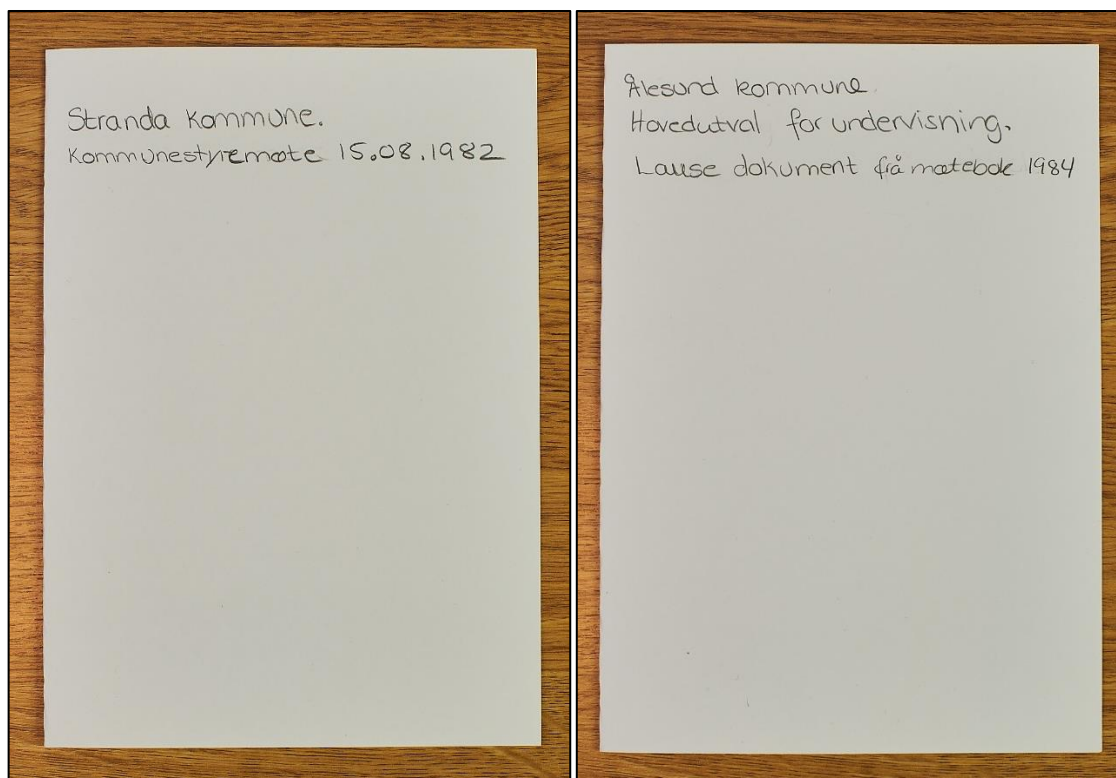 Stranda Kommune.
Kommunestyremøte 15.08.1982
Ålesund kommune.
Hovedutval for undervisning.
Lause dokument frå møtebok 1984